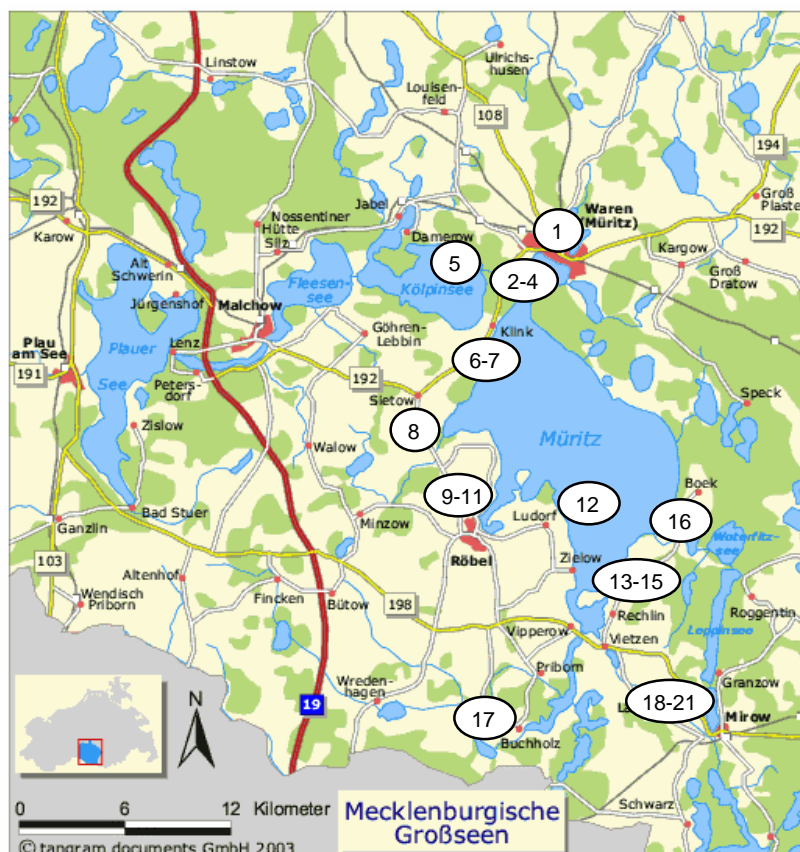 Linstow
Ulrichs-
husen
Louisen-
feld
108
194
Groß
Plaste
192
Karow
Nossentiner
Hütte
Silz
Jabel
Damerow
1
Waren
(Müritz)
192
Kargow
Groß
Dratow
Alt
Schwerin
Jürgenshof
Malchow
Fleesen-
see
5
Kölpinsee
2-4
Klink
Plau
am See
191
Plauer
See
Lenz
Peters-
dorf
Göhren-
Lebbin
192
6-7
Sietow
8
Speck
Zislow
Walow
Müritz
Boek
16
Woterfitz-
see
9-11
Ludorf
12
Bad Stuer
Ganzlin
Minzow
Röbel
Zielow
13-15
Rechlin
103
Wendisch
Priborn
Altenhof
Fincken
Bütow
198
Vipperow
Vietzen
Leppinsee
Roggentin
Priborn
Granzow
Wreden-
hagen
19
17
Buchholz
18-21
Mirow
Schwarz
N
0 6 12 Kilometer
Mecklenburgische
Großseen
© tangram documents GmbH 2003